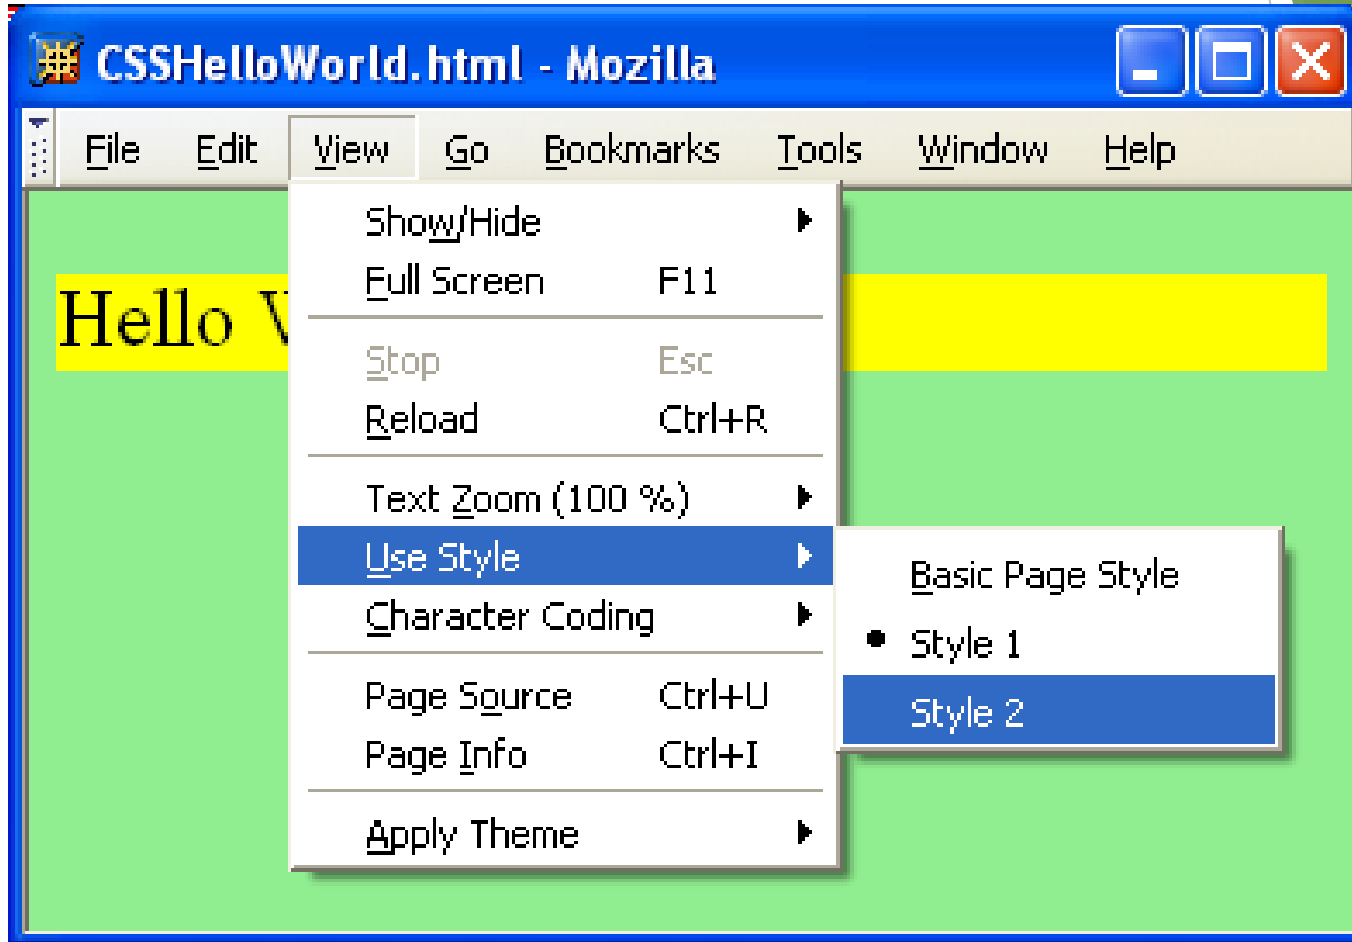 CSSHelloWorld.html - Mozilla
File Edit View Go Bookmarks Tools Window Help
Show/Hide
Full Screen F11
Hello
Stop Esc
Reload Ctrl+R
Text Zoom (100 %)
Use Style
Basic Page Style
Character Coding
Style 1
Page Source Ctrl+U
Style 2
Page Info Ctrl+I
Apply Theme